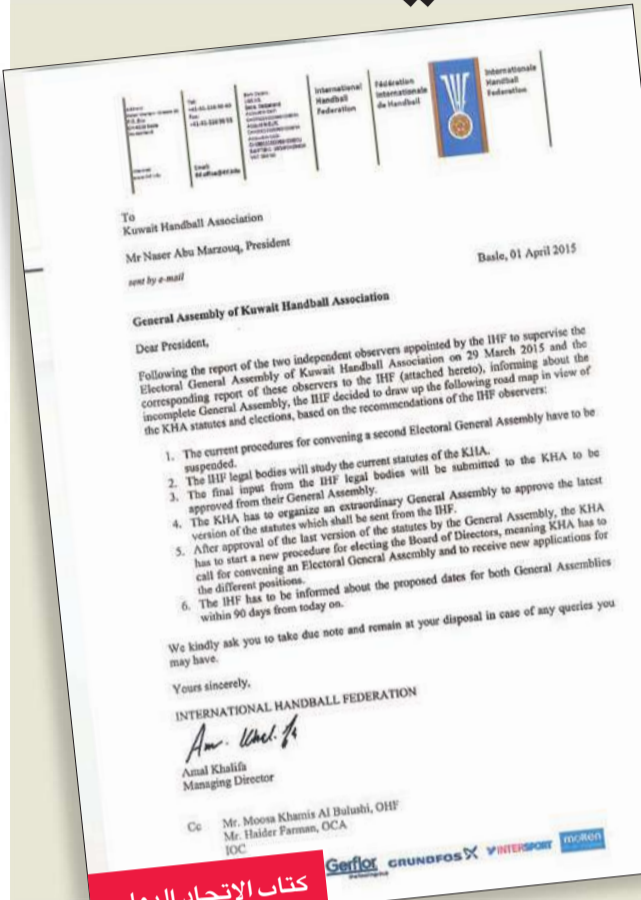 International
Handball
Federation
Fédération
Internationale
de Handball
Internationale
Handball
Federation
To
Kuwait Handball Association
Mr Naser Abu Marzouq, President
sent by e-mail
Basle, 01 April 2015
General Assembly of Kuwait Handball Association
Dear President,
Following the report of the two independent observers appointed by the IHF to supervise the
Electoral General Assembly of Kuwait Handball Association on 29 March 2015 and the
corresponding report of these observers to the IHF (attached hereto), informing about the
incomplete General Assembly, the IHF decided to draw up the following road map in view of
the KHA statutes and elections, based on the recommendations of the IHF observers:
1. The current procedures for convening a second Electoral General Assembly have to be
suspended.
2. The IHF legal bodies will study the current statutes of the KHA.
3. The final input from the IHF legal bodies will be submitted to the KHA to be
approved from their General Assembly.
4. The KHA has to organize an extraordinary General Assembly to approve the latest
version of the statutes which shall be sent from the IHF.
5. After approval of the last version of the statutes by the General Assembly, the KHA
has to start a new procedure for electing the Board of Directors, meaning KHA has to
call for convening an Electoral General Assembly and to receive new applications for
the different positions.
6. The IHF has to be informed about the proposed dates for both General Assemblies
within 90 days from today on.
We kindly ask you to take due note and remain at your disposal in case of any queries you
may have.
Yours sincerely,
INTERNATIONAL HANDBALL FEDERATION
Amal Khalifa
Managing Director
Cc Mr. Moosa Khamis Al Bulushi, OHF
Mr. Haider Farman, OCA
IOC
Gerflor GRUNDFOS INTERSPORT molten
كتاب الاتحاد الدولي